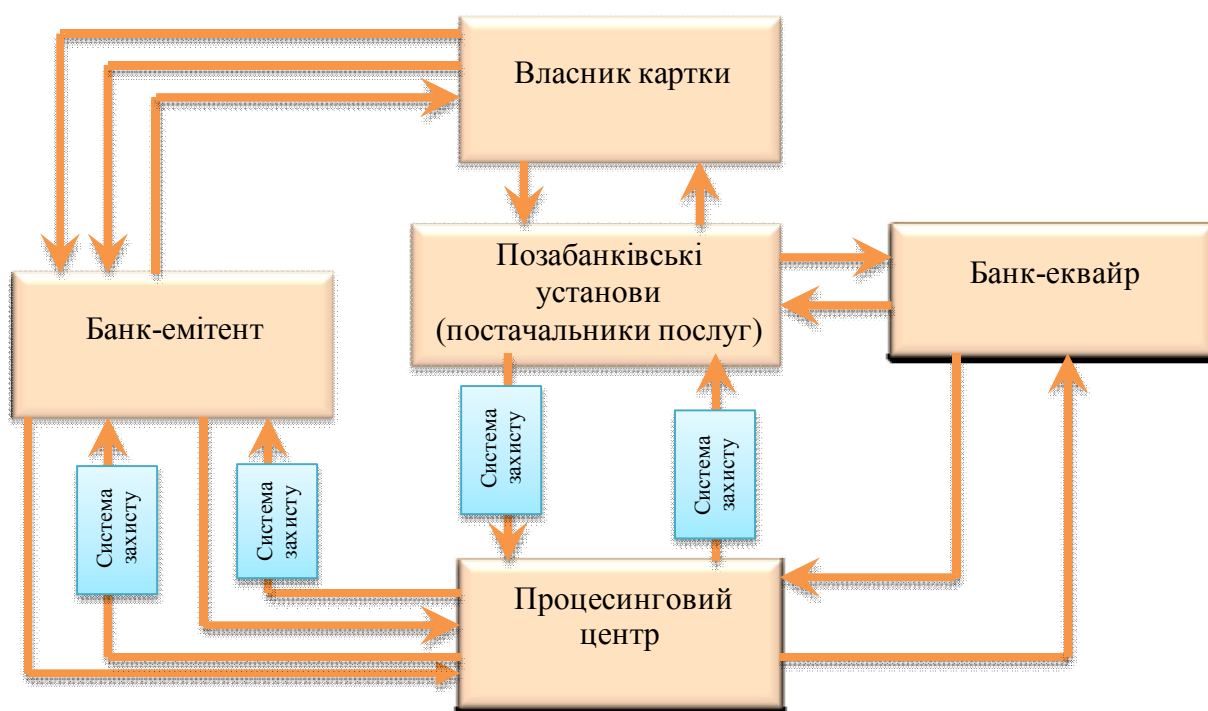 Власник картки
Позабанківські
установи
(постачальники послуг)
Банк-еквайр
Банк-емітент
Система
захисту
Система
захисту
Система
захисту
Система
захисту
Процесинговий
центр